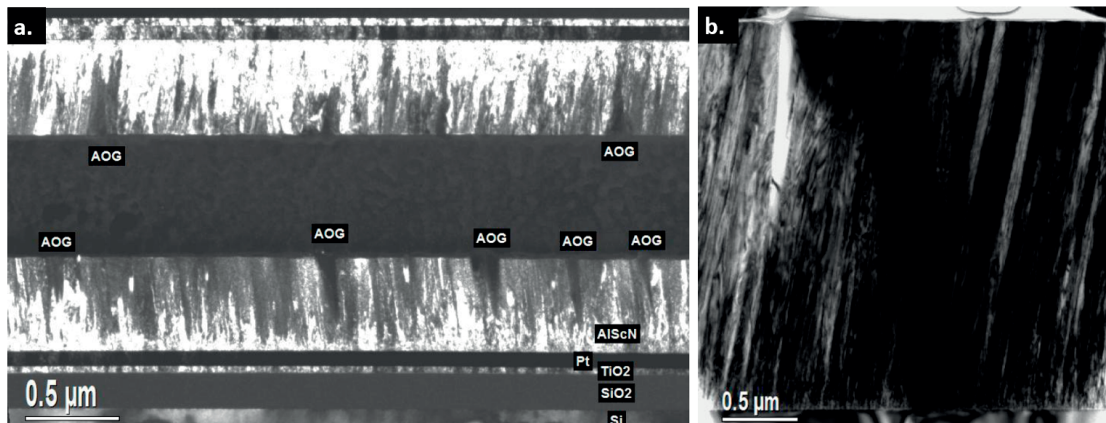 a.
AOG AOG
AOG AOG AOG AOG AOG
AlScN
Pt
TiO2
SiO2
Si
0.5 µm
b.
0.5 µm